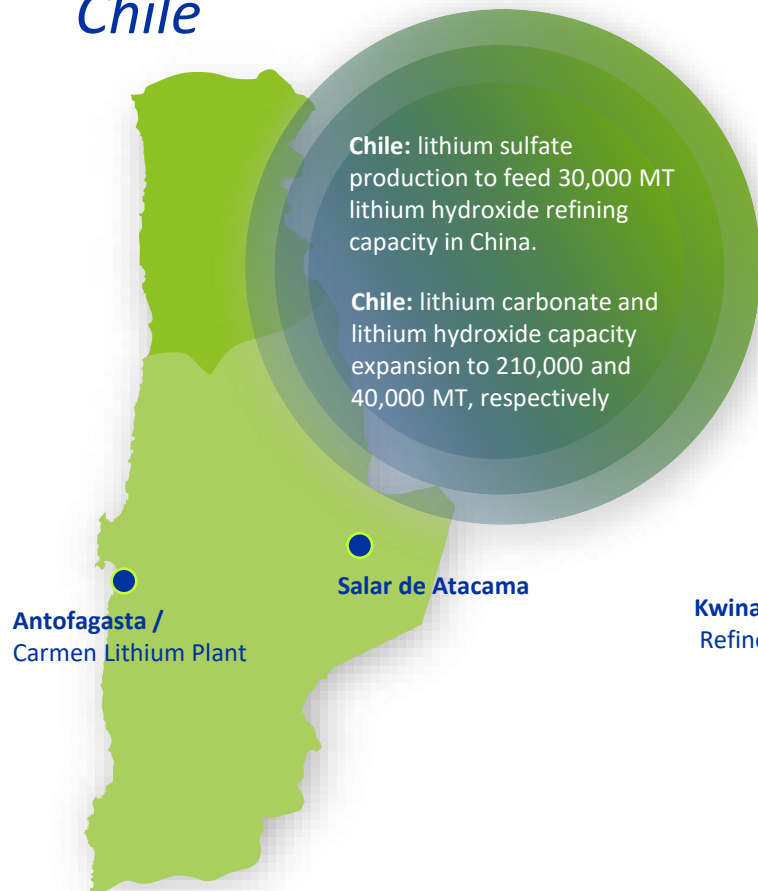 Chile
Chile: lithium sulfate
production to feed 30,000 MT
lithium hydroxide refining
capacity in China.
Chile: lithium carbonate and
lithium hydroxide capacity
expansion to 210,000 and
40,000 MT, respectively
Salar de Atacama
Antofagasta /
Carmen Lithium Plant
Kwina
Refine